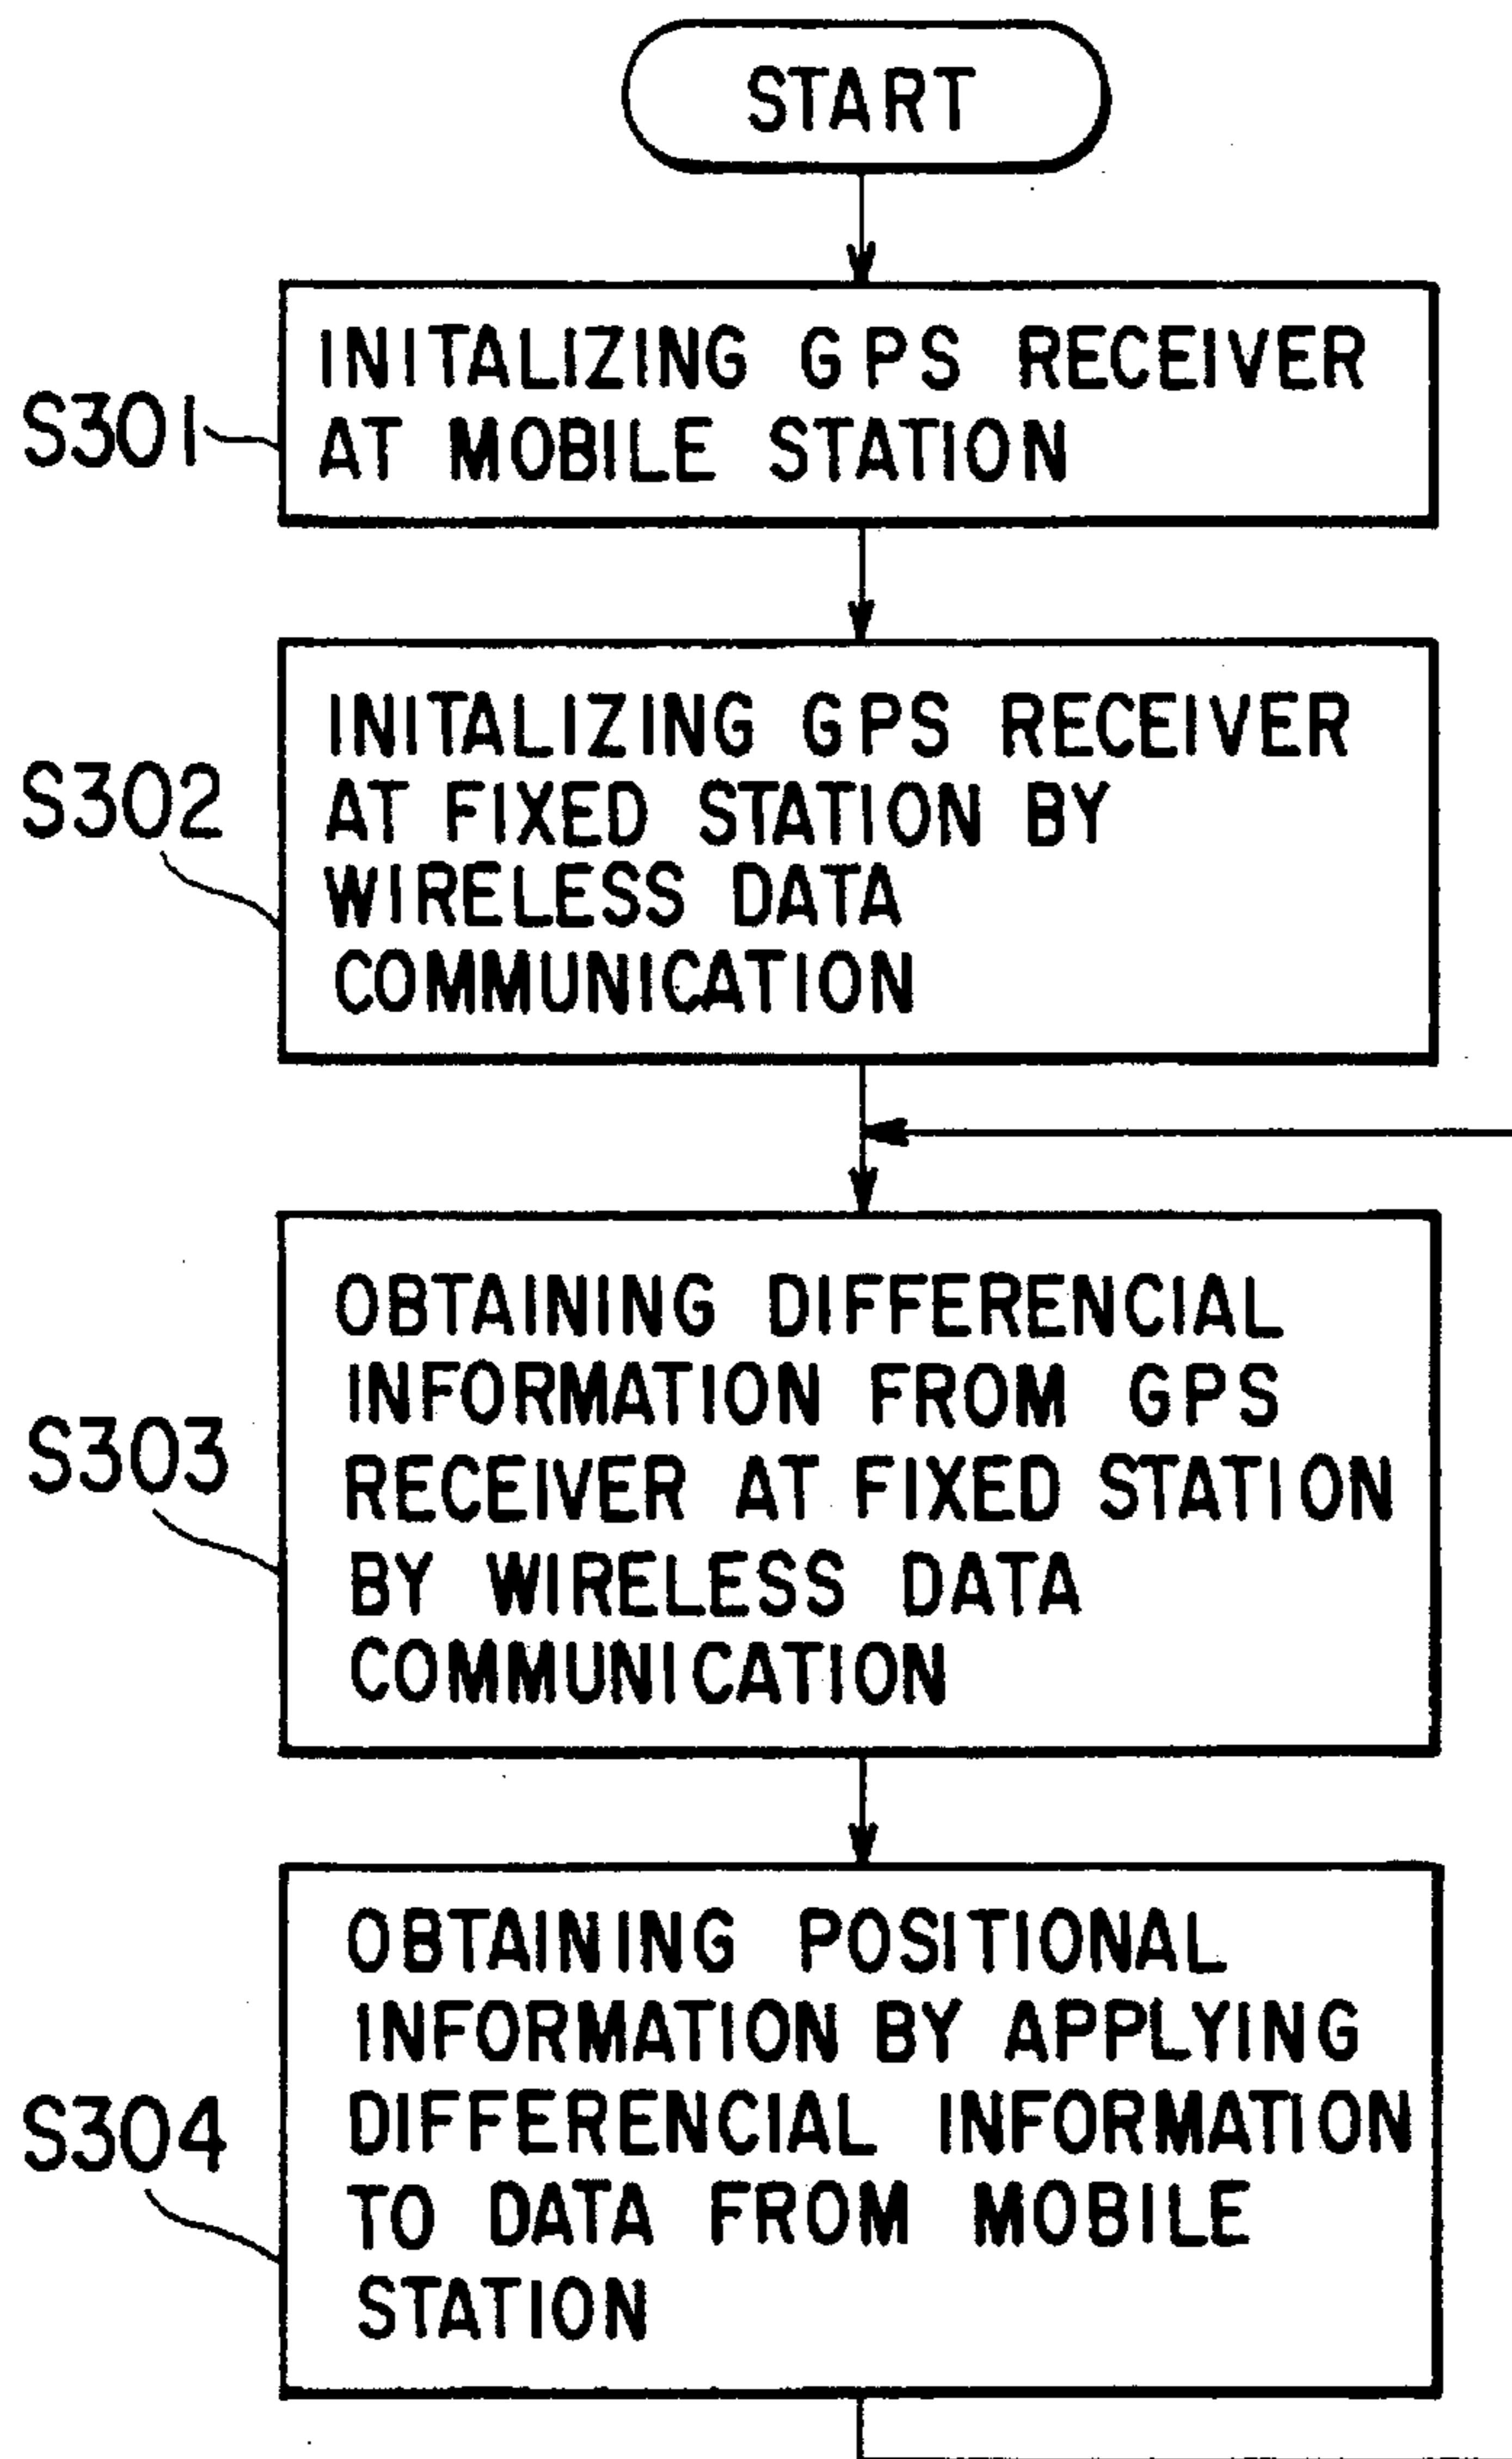 START
S301
INITALIZING GPS RECEIVER
AT MOBILE STATION
S302
INITALIZING GPS RECEIVER
AT FIXED STATION BY
WIRELESS DATA
COMMUNICATION
S303
OBTAINING DIFFERENCIAL
INFORMATION FROM GPS
RECEIVER AT FIXED STATION
BY WIRELESS DATA
COMMUNICATION
S304
OBTAINING POSITIONAL
INFORMATION BY APPLYING
DIFFERENCIAL INFORMATION
TO DATA FROM MOBILE
STATION